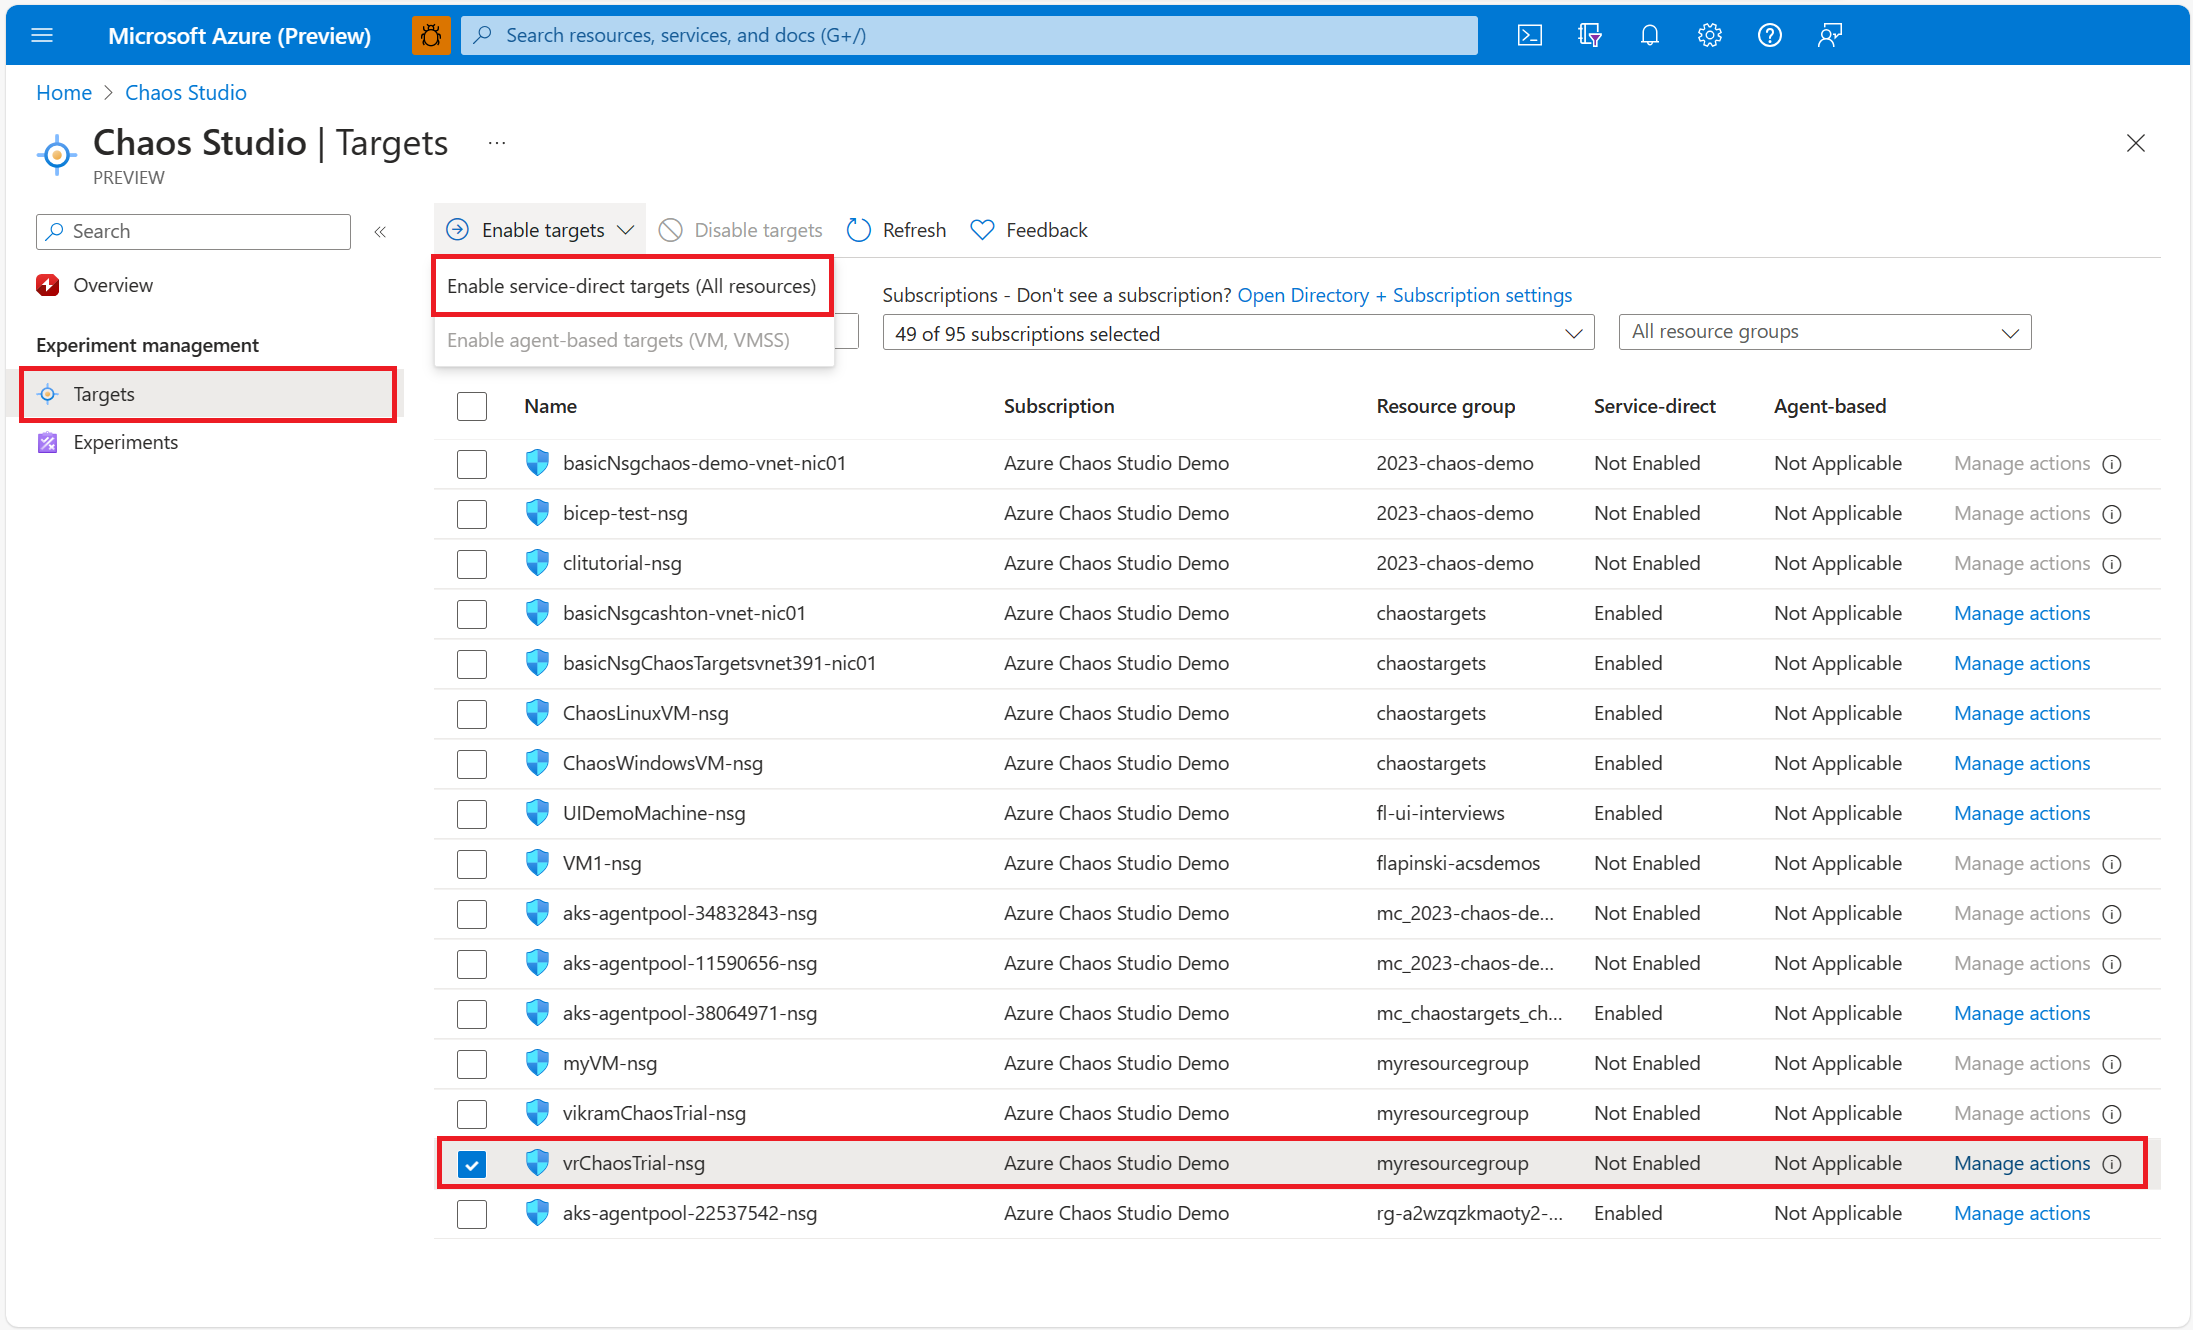 Microsoft Azure (Preview)
Search resources, services, and docs (G+/)
Home > Chaos Studio
Chaos Studio | Targets ...
PREVIEW
Search
«
Overview
Experiment management
Targets
Experiments
Enable targets
Disable targets
Refresh
Feedback
Enable service-direct targets (All resources)
Enable agent-based targets (VM, VMSS)
Subscriptions - Don't see a subscription? Open Directory + Subscription settings
49 of 95 subscriptions selected
All resource groups
Name Subscription Resource group Service-direct Agent-based
basicNsgchaos-demo-vnet-nic01 Azure Chaos Studio Demo 2023-chaos-demo Not Enabled Not Applicable Manage actions
bicep-test-nsg Azure Chaos Studio Demo 2023-chaos-demo Not Enabled Not Applicable Manage actions
clitutorial-nsg Azure Chaos Studio Demo 2023-chaos-demo Not Enabled Not Applicable Manage actions
basicNsgcashton-vnet-nic01 Azure Chaos Studio Demo chaostargets Enabled Not Applicable Manage actions
basicNsgChaosTargetsvnet391-nic01 Azure Chaos Studio Demo chaostargets Enabled Not Applicable Manage actions
ChaosLinuxVM-nsg Azure Chaos Studio Demo chaostargets Enabled Not Applicable Manage actions
ChaosWindowsVM-nsg Azure Chaos Studio Demo chaostargets Enabled Not Applicable Manage actions
UIDemoMachine-nsg Azure Chaos Studio Demo fl-ui-interviews Enabled Not Applicable Manage actions
VM1-nsg Azure Chaos Studio Demo flapinski-acsdemos Not Enabled Not Applicable Manage actions
aks-agentpool-34832843-nsg Azure Chaos Studio Demo mc_2023-chaos-de... Not Enabled Not Applicable Manage actions
aks-agentpool-11590656-nsg Azure Chaos Studio Demo mc_2023-chaos-de... Not Enabled Not Applicable Manage actions
aks-agentpool-38064971-nsg Azure Chaos Studio Demo mc_chaostargets_ch... Enabled Not Applicable Manage actions
myVM-nsg Azure Chaos Studio Demo myresourcegroup Not Enabled Not Applicable Manage actions
vikramChaosTrial-nsg Azure Chaos Studio Demo myresourcegroup Not Enabled Not Applicable Manage actions
vrChaosTrial-nsg Azure Chaos Studio Demo myresourcegroup Not Enabled Not Applicable Manage actions
aks-agentpool-22537542-nsg Azure Chaos Studio Demo rg-a2wzqzkmaoty2-... Enabled Not Applicable Manage actions